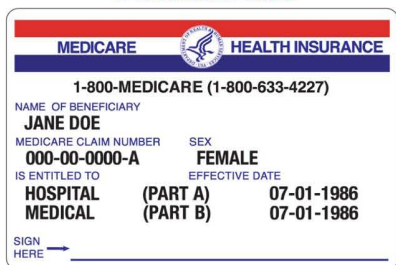 MEDICARE HEALTH INSURANCE
1-800-MEDICARE (1-800-633-4227)
NAME OF BENEFICIARY
JANE DOE
MEDICARE CLAIM NUMBER SEX
000-00-0000-A FEMALE
IS ENTITLED TO EFFECTIVE DATE
HOSPITAL (PART A) 07-01-1986
MEDICAL (PART B) 07-01-1986
SIGN
HERE